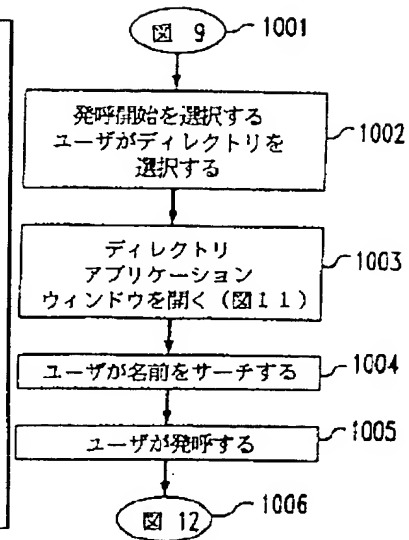 図 9
1001
発呼開始を選択する
ユーザがディレクトリを
選択する
1002
ディレクトリ
アプリケーション
ウィンドウを開く（図11）
1003
ユーザが名前をサーチする
1004
ユーザが発呼する
1005
図 12
1006